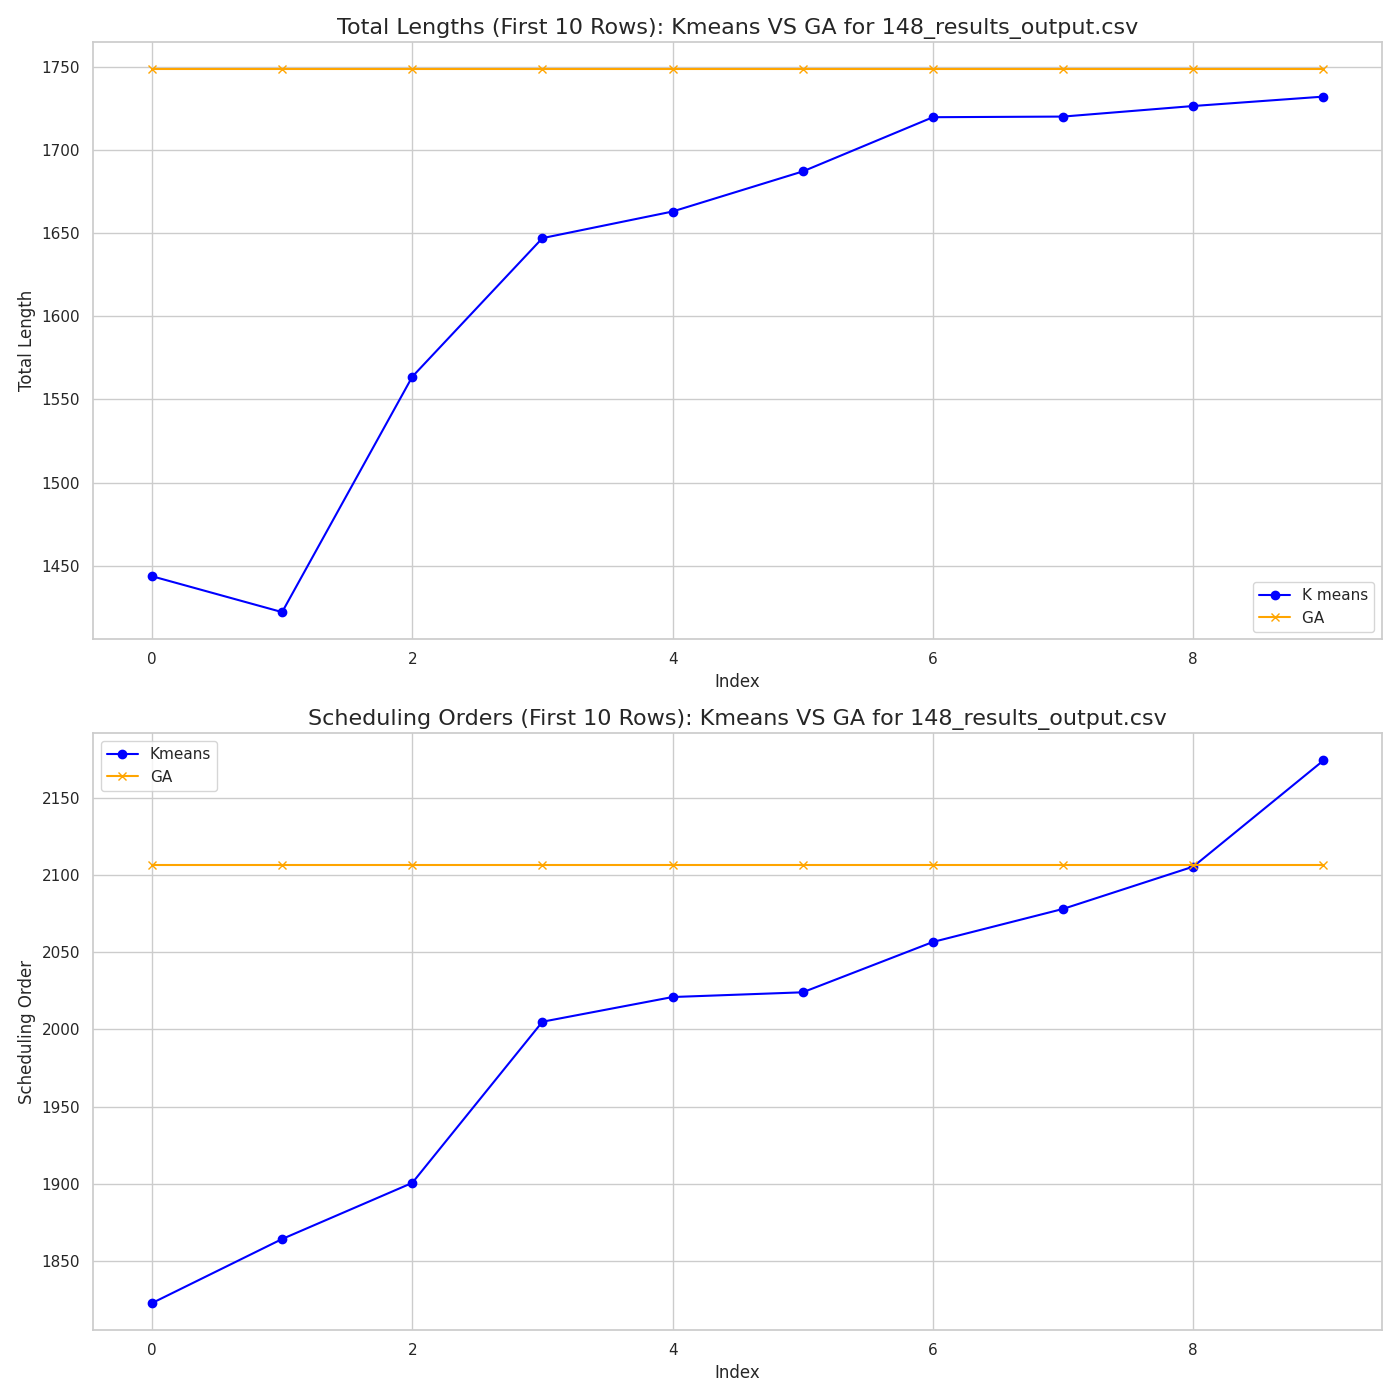 Total Lengths (First 10 Rows): Kmeans VS GA for 148_results_output.csv
1750
1700
1650
1600
1550
1500
1450
Total Length
K means
GA
0 2 4 6 8
Index
Scheduling Orders (First 10 Rows): Kmeans VS GA for 148_results_output.csv
Kmeans
GA
2150
2100
2050
2000
1950
1900
1850
Scheduling Order
0 2 4 6 8
Index